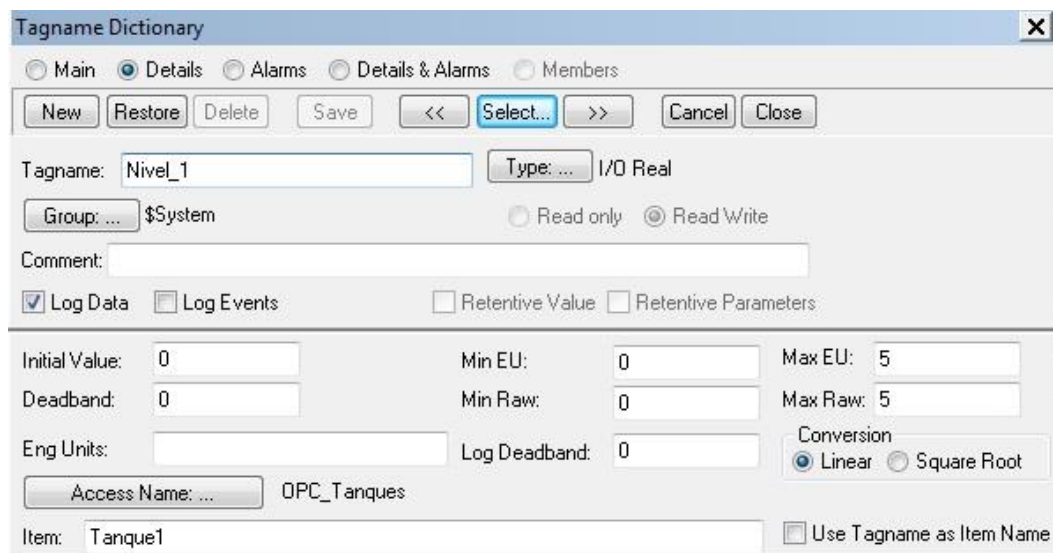 Tagname Dictionary
Main Details Alarms Details & Alarms Members
New Restore Delete Save << Select... >> Cancel Close
Tagname: Nivel_1 Type: ... I/O Real
Group: ... $System Read only Read Write
Comment:
Log Data Log Events Retentive Value Retentive Parameters
Initial Value: 0 Min EU: 0 Max EU: 5
Deadband: 0 Min Raw: 0 Max Raw: 5
Eng Units: Log Deadband: 0 Conversion
Linear Square Root
Access Name: ... OPC_Tanques
Item: Tanque1 Use Tagname as Item Name